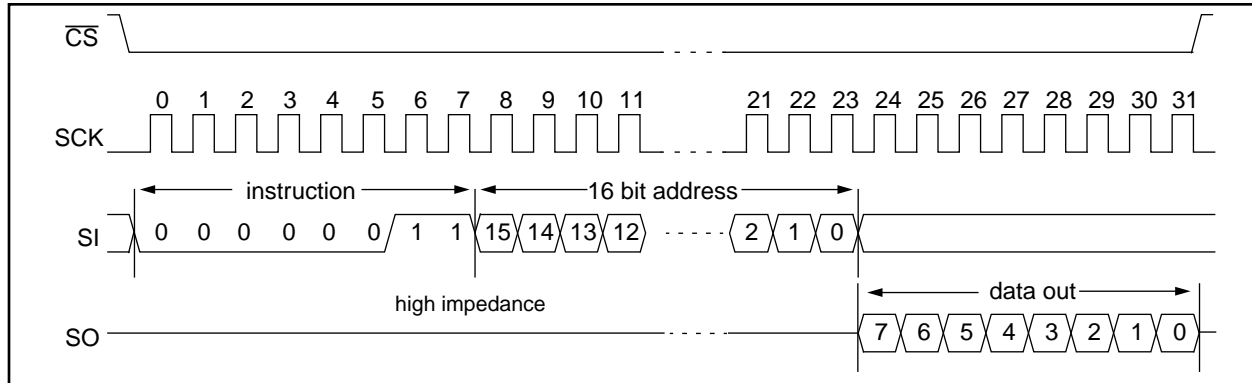 CS
0 1 2 3 4 5 6 7 8 9 10 11 21 22 23 24 25 26 27 28 29 30 31
SCK
instruction 16 bit address
SI 0 0 0 0 0 0 1 1 15 14 13 12 2 1 0
high impedance data out
SO 7 6 5 4 3 2 1 0